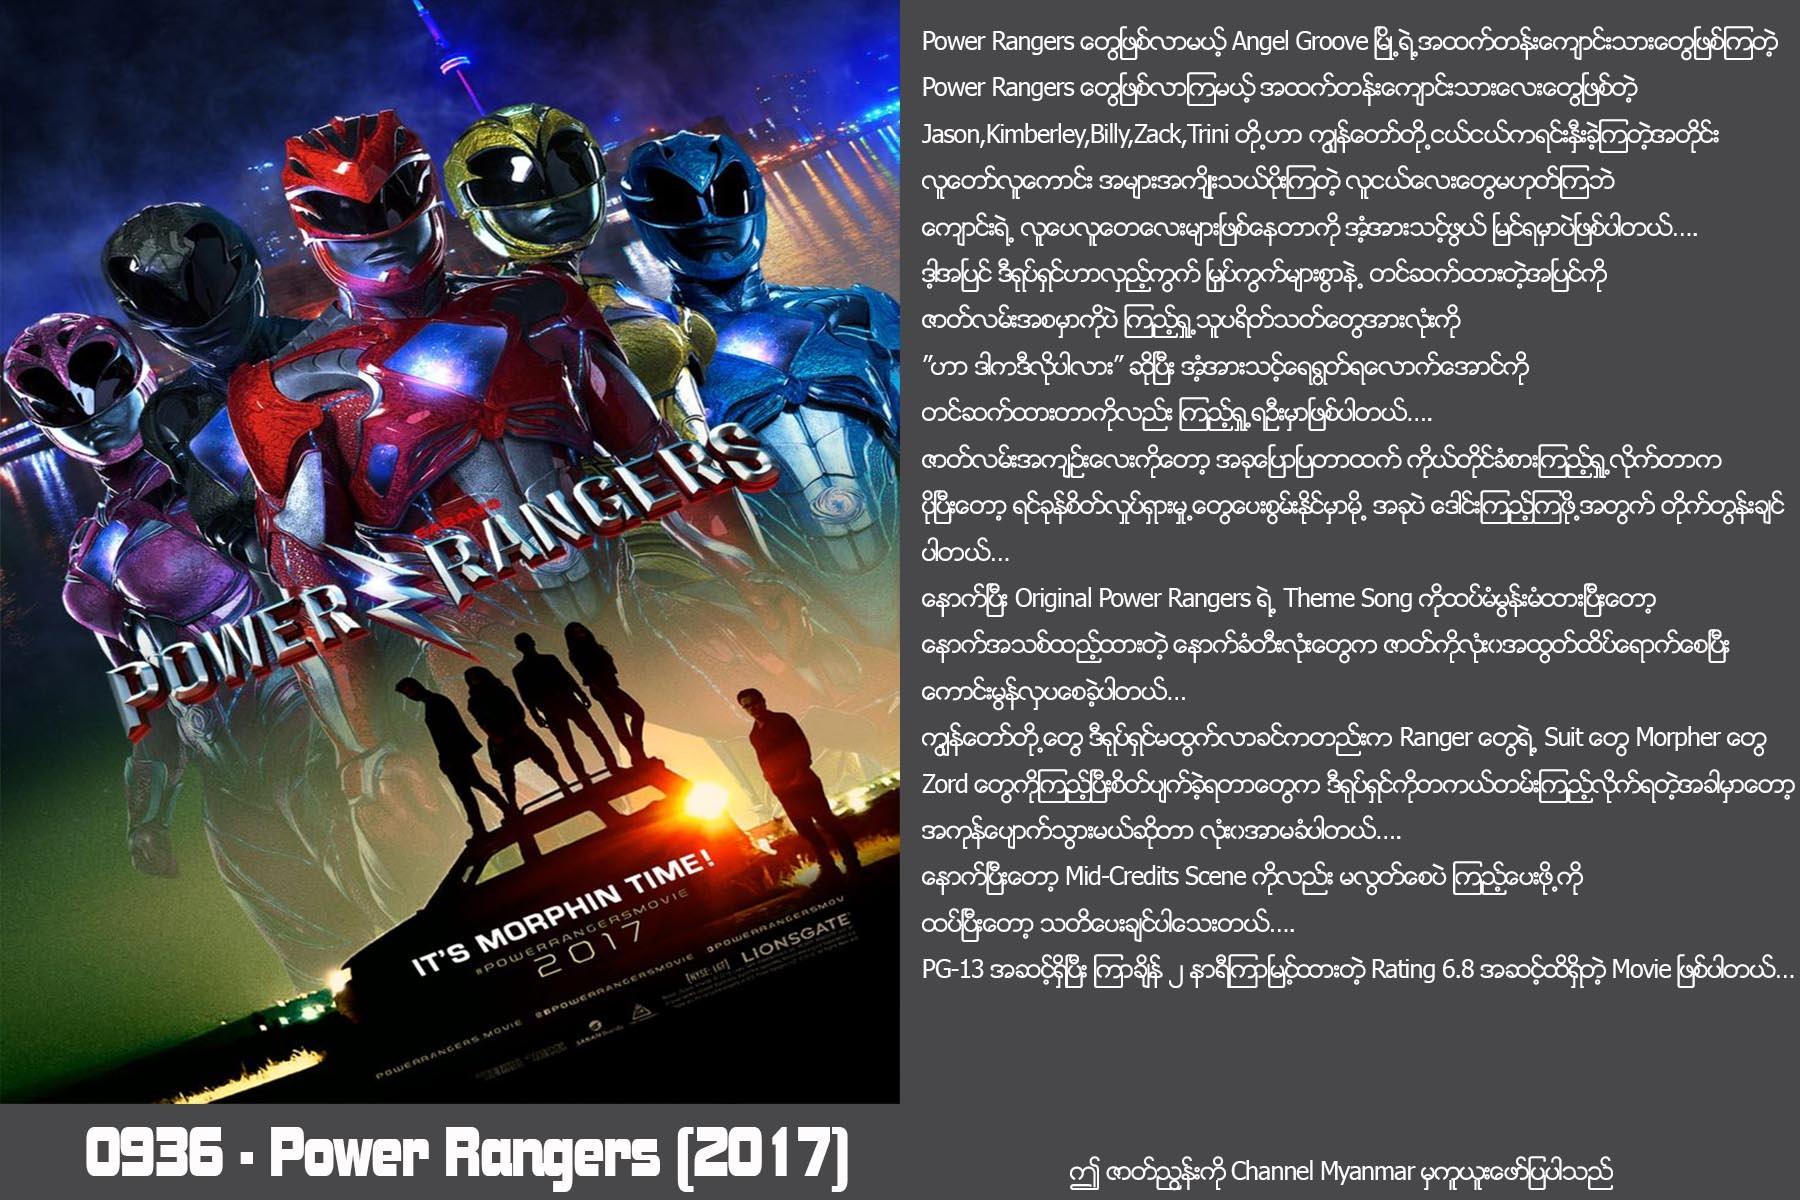 Power Rangers တွေဖြစ်လာမယ့် Angel Groove မြို့ရဲ့အထက်တန်းကျောင်းသားတွေဖြစ်ကြတဲ့
Power Rangers တွေဖြစ်လာကြမယ့် အထက်တန်းကျောင်းသားလေးတွေဖြစ်တဲ့
Jason,Kimberley,Billy,Zack,Trini တို့ဟာ ကျွန်တော်တို့ငယ်ငယ်ကရင်းနှီးခဲ့ကြတဲ့အတိုင်း
လူတော်လူကောင်း အများအကျိုးသယ်ပိုးကြတဲ့ လူငယ်လေးတွေမဟုတ်ကြဘဲ
ကျောင်းရဲ့ လူပေလူတေလေးများဖြစ်နေတာကို အံ့အားသင့်ဖွယ် မြင်ရမှာပဲဖြစ်ပါတယ်....
ဒါ့အပြင် ဒီရုပ်ရှင်ဟာလှည့်ကွက် မြှုပ်ကွက်များစွာနဲ့ တင်ဆက်ထားတဲ့အပြင်ကို
ဇာတ်လမ်းအစမှာကိုပဲ ကြည့်ရှု့သူပရိတ်သတ်တွေအားလုံးကို
”ဟာ ဒါကဒီလိုပါလား” ဆိုပြီး အံ့အားသင့်ရေရွတ်ရလောက်အောင်ကို
တင်ဆက်ထားတာကိုလည်း ကြည့်ရှု့ရဦးမှာဖြစ်ပါတယ်....
ဇာတ်လမ်းအကျဉ်းလေးကိုတော့ အခုပြောပြတာထက် ကိုယ်တိုင်ခံစားကြည့်ရှု့လိုက်တာက
ပိုပြီးတော့ ရင်ခုန်စိတ်လှုပ်ရှားမှု့တွေပေးစွမ်းနိုင်မှာမို့ အခုပဲ ဒေါင်းကြည့်ကြဖို့အတွက် တိုက်တွန်းချင်
ပါတယ်...
နောက်ပြီး Original Power Rangers ရဲ့ Theme Song ကိုထပ်မံမွန်းမံထားပြီးတော့
နောက်အသစ်ထည့်ထားတဲ့ နောက်ခံတီးလုံးတွေက ဇာတ်ကိုလုံးဝအထွတ်ထိပ်ရောက်စေပြီး
ကောင်းမွန်လှပစေခဲ့ပါတယ်...
ကျွန်တော်တို့တွေ ဒီရုပ်ရှင်မထွက်လာခင်ကတည်းက Ranger တွေရဲ့ Suit တွေ Morpher တွေ
Zord တွေကိုကြည့်ပြီးစိတ်ပျက်ခဲ့ရတာတွေက ဒီရုပ်ရှင်ကိုတကယ်တမ်းကြည့်လိုက်ရတဲ့အခါမှာတော့
အကုန်ပျောက်သွားမယ်ဆိုတာ လုံးဝအာမခံပါတယ်....
နောက်ပြီးတော့ Mid-Credits Scene ကိုလည်း မလွတ်စေပဲ ကြည့်ပေးဖို့ကို
ထပ်ပြီးတော့ သတိပေးချင်ပါသေးတယ်....
PG-13 အဆင့်ရှိပြီး ကြာချိန် ၂ နာရီကြာမြင့်ထားတဲ့ Rating 6.8 အဆင့်ထိရှိတဲ့ Movie ဖြစ်ပါတယ်...
SABAN'S
POWER RANGERS
IT'S MORPHIN TIME!
#POWERRANGERSMOVIE
2017
POWERRANGERS MOVIE @POWERRANGERSMOVIE @POWERRANGERSMOV
[NYSE:LGF] LIONSGATE
0936 - Power Rangers (2017)
ဤ ဇာတ်ညွှန်းကို Channel Myanmar မှကူယူးဖော်ပြပါသည်